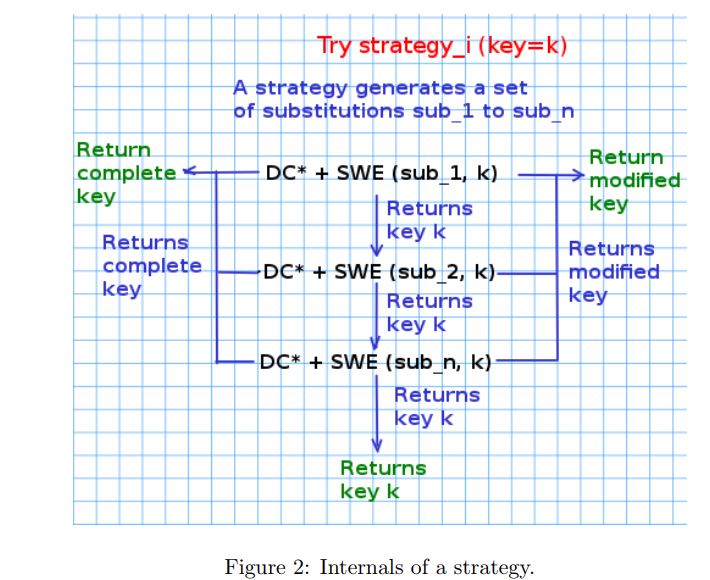 Try strategy_i (key=k)
A strategy generates a set
of substitutions sub_1 to sub_n
Return
complete
key
DC* + SWE (sub_1, k)
Return
modified
key
Returns
key k
Returns
complete
key
DC* + SWE (sub_2, k)
Returns
modified
key
Returns
key k
DC* + SWE (sub_n, k)
Returns
key k
Returns
key k
Figure 2: Internals of a strategy.